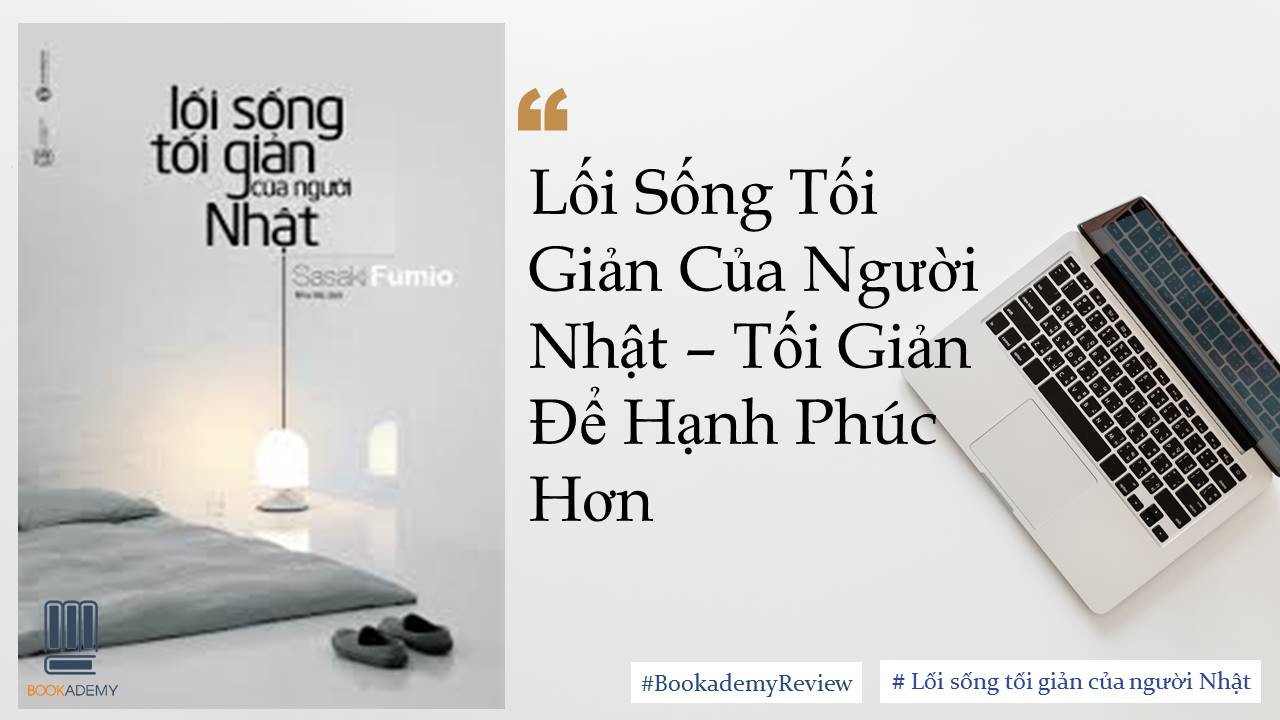 lối sống
tối giản
của người
Nhật
Sasaki Fumio
BOOKADEMY
“
Lối Sống Tối
Giản Của Người
Nhật – Tối Giản
Để Hạnh Phúc
Hơn
#BookademyReview
# Lối sống tối giản của người Nhật